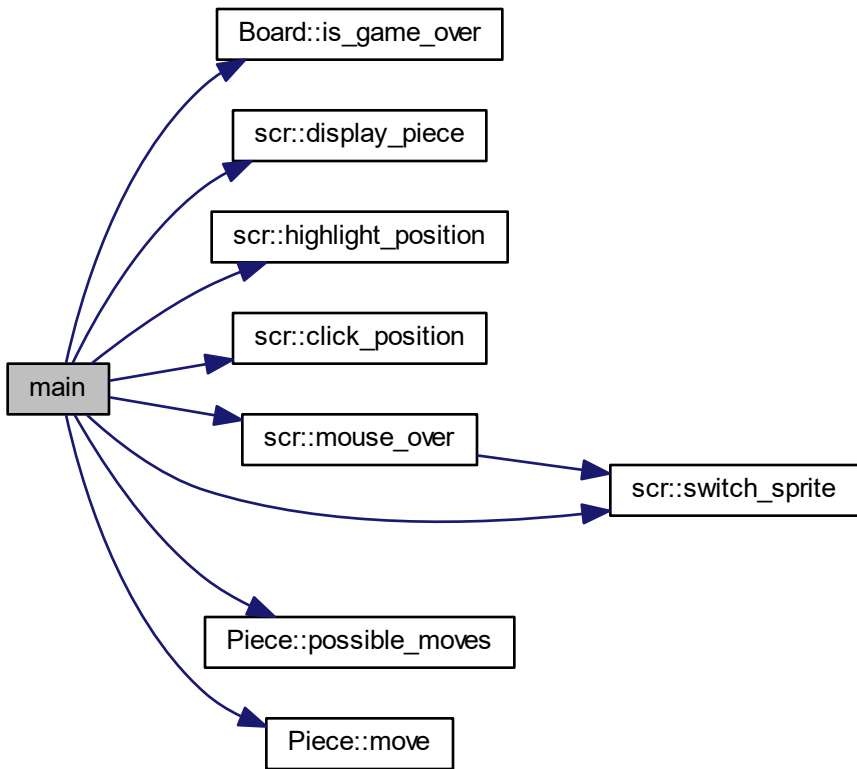 Board::is_game_over
scr::display_piece
scr::highlight_position
scr::click_position
main
scr::mouse_over
scr::switch_sprite
Piece::possible_moves
Piece::move